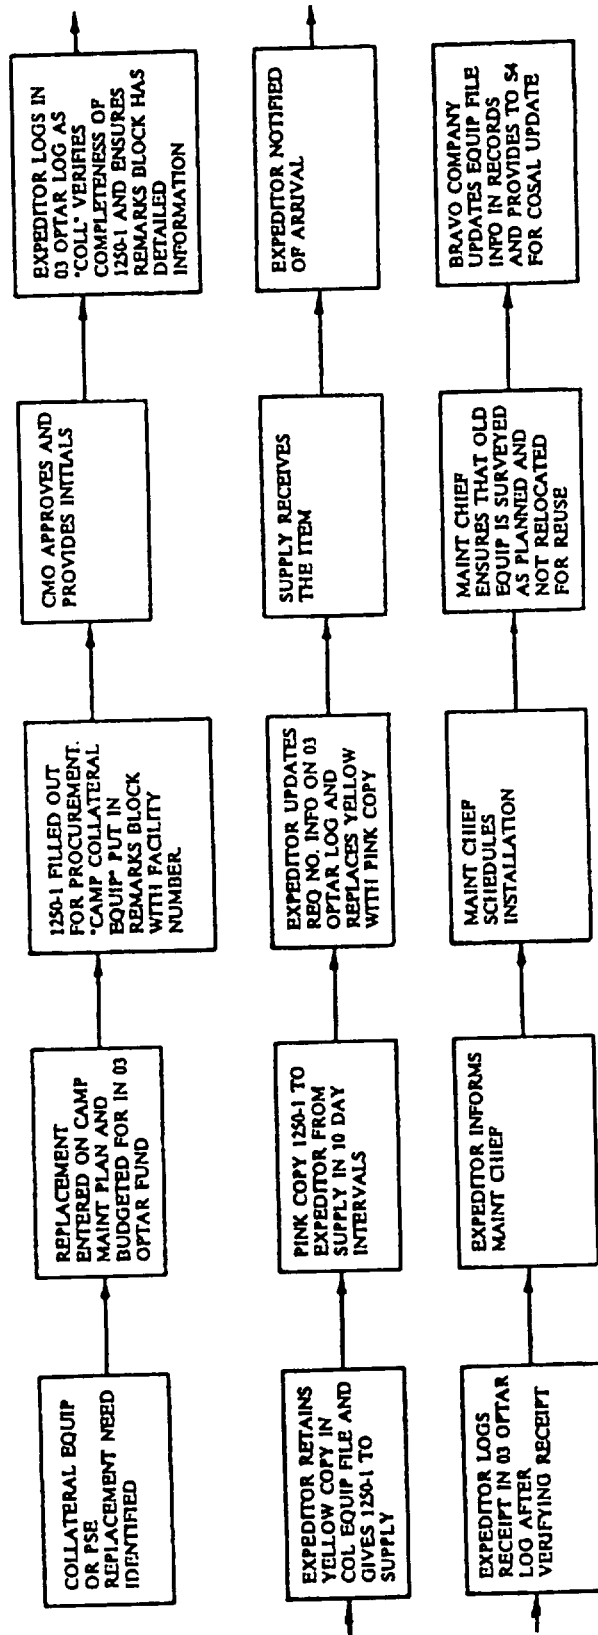 COLLATERAL EQUIP
OR PSE
REPLACEMENT NEED
IDENTIFIED
REPLACEMENT
ENTERED ON CAMP
MAINT PLAN AND
BUDGETED FOR IN 03
OPTAR FUND
1250-1 FILLED OUT
FOR PROCUREMENT.
"CAMP COLLATERAL
EQUIP" PUT IN
REMARKS BLOCK
WITH FACILITY
NUMBER.
CMO APPROVES AND
PROVIDES INITIALS
EXPEDITOR LOGS IN
03 OPTAR LOG AS
"COLL" VERIFIES
COMPLETENESS OF
1250-1 AND ENSURES
REMARKS BLOCK HAS
DETAILED
INFORMATION
EXPEDITOR RETAINS
YELLOW COPY IN
COL EQUIP FILE AND
GIVES 1250-1 TO
SUPPLY
PINK COPY 1250-1 TO
EXPEDITOR FROM
SUPPLY IN 10 DAY
INTERVALS
EXPEDITOR UPDATES
REQ NO. INFO ON 03
OPTAR LOG AND
REPLACES YELLOW
WITH PINK COPY
SUPPLY RECEIVES
THE ITEM
EXPEDITOR NOTIFIED
OF ARRIVAL
EXPEDITOR LOGS
RECEIPT IN 03 OPTAR
LOG AFTER
VERIFYING RECEIPT
EXPEDITOR INFORMS
MAINT CHIEF
MAINT CHIEF
SCHEDULES
INSTALLATION
MAINT CHIEF
ENSURES THAT OLD
EQUIP IS SURVEYED
AS PLANNED AND
NOT RELOCATED
FOR REUSE
BRAVO COMPANY
UPDATES EQUIP FILE
INFO IN RECORDS
AND PROVIDES TO S4
FOR COSAL UPDATE